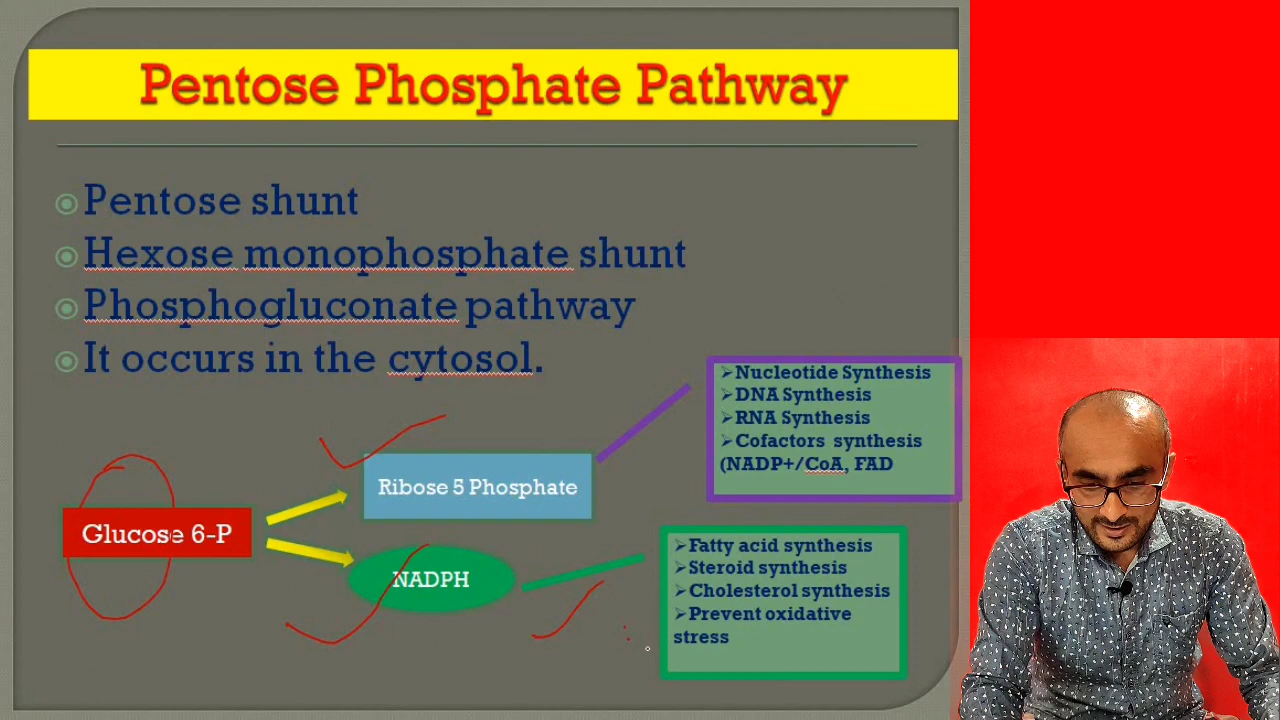 Pentose Phosphate Pathway
Pentose shunt
Hexose monophosphate shunt
Phosphogluconate pathway
It occurs in the cytosol.
Nucleotide Synthesis
DNA Synthesis
RNA Synthesis
Cofactors synthesis
(NADP+/CoA, FAD
Ribose 5 Phosphate
Glucose 6-P
NADPH
Fatty acid synthesis
Steroid synthesis
Cholesterol synthesis
Prevent oxidative
stress